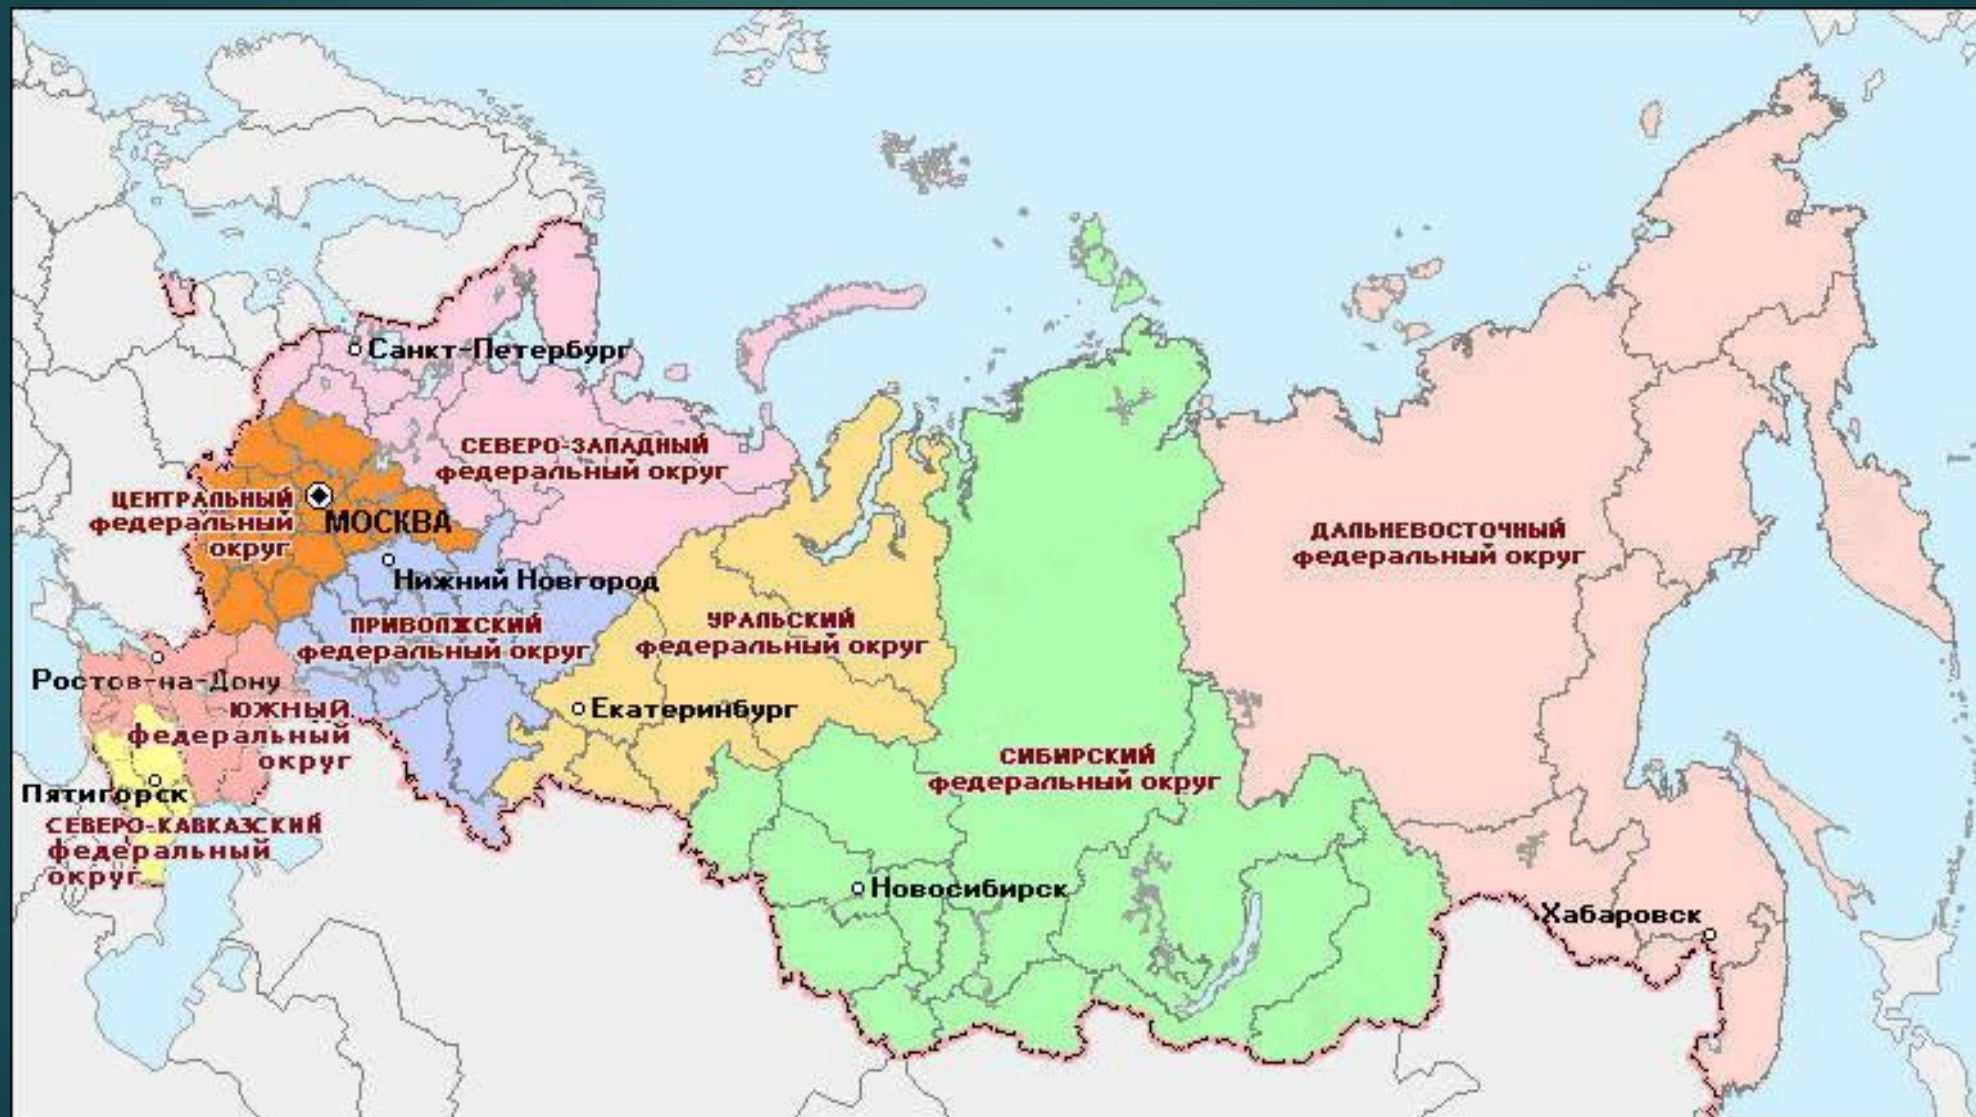 Санкт-Петербург
СЕВЕРО-ЗАПАДНЫЙ
федеральный округ
ЦЕНТРАЛЬНЫЙ
федеральный
округ
МОСКВА
Нижний Новгород
ПРИВОЛЖСКИЙ
федеральный округ
УРАЛЬСКИЙ
федеральный округ
ДАЛЬНЕВОСТОЧНЫЙ
федеральный округ
Ростов-на-Дону
ЮЖНЫЙ
федеральный
округ
Екатеринбург
СИБИРСКИЙ
федеральный округ
Пятигорск
СЕВЕРО-КАВКАЗСКИЙ
федеральный
округ
Новосибирск
Хабаровск